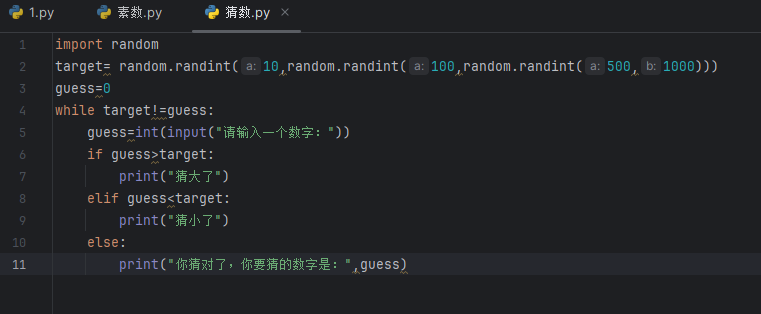 1.py 素数.py 猜数.py ×
1 import random
2 target= random.randint( a: 10,random.randint( a: 100,random.randint( a: 500, b: 1000)))
3 guess=0
4 while target!=guess:
5 guess=int(input("请输入一个数字："))
6 if guess>target:
7 print("猜大了")
8 elif guess<target:
9 print("猜小了")
10 else:
11 print("你猜对了，你要猜的数字是：",guess)